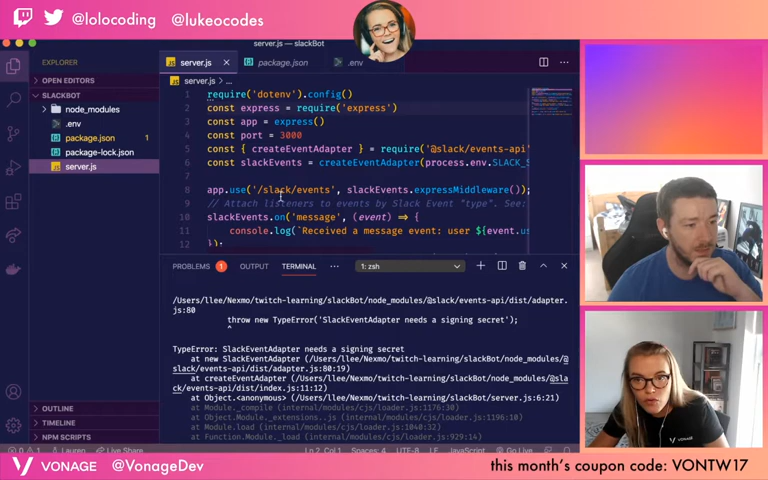 @lolocoding @lukeocodes
server.js — slackBot
EXPLORER
OPEN EDITORS
SLACKBOT
node_modules
.env
package.json 1
package-lock.json
server.js
OUTLINE
TIMELINE
NPM SCRIPTS
server.js
package.json
.env
server.js > ...
1 require('dotenv').config()
2 const express = require('express')
3 const app = express()
4 const port = 3000
5 const { createEventAdapter } = require('@slack/events-api'
6 const slackEvents = createEventAdapter(process.env.SLACK_S
7
8 app.use('/slack/events', slackEvents.expressMiddleware());
9 // Attach listeners to events by Slack Event "type". See:
10 slackEvents.on('message', (event) => {
11 console.log(`Received a message event: user ${event.us
12 });
PROBLEMS 1 OUTPUT TERMINAL ... 1: zsh
/Users/llee/Nexmo/twitch-learning/slackBot/node_modules/@slack/events-api/dist/adapter.
js:80
throw new TypeError('SlackEventAdapter needs a signing secret');
^
TypeError: SlackEventAdapter needs a signing secret
at new SlackEventAdapter (/Users/llee/Nexmo/twitch-learning/slackBot/node_modules/@
slack/events-api/dist/adapter.js:80:19)
at createEventAdapter (/Users/llee/Nexmo/twitch-learning/slackBot/node_modules/@sla
ck/events-api/dist/index.js:11:12)
at Object.<anonymous> (/Users/llee/Nexmo/twitch-learning/slackBot/server.js:6:21)
at Module._compile (internal/modules/cjs/loader.js:1176:30)
at Object.Module._extensions..js (internal/modules/cjs/loader.js:1196:10)
at Module.load (internal/modules/cjs/loader.js:1040:32)
at Function.Module._load (internal/modules/cjs/loader.js:929:14)
Lauren Live Share Ln 2, Col 1 Spaces: 4 UTF-8 LF JavaScript Go Live
VONAGE
VONAGE @VonageDev
this month's coupon code: VONTW17